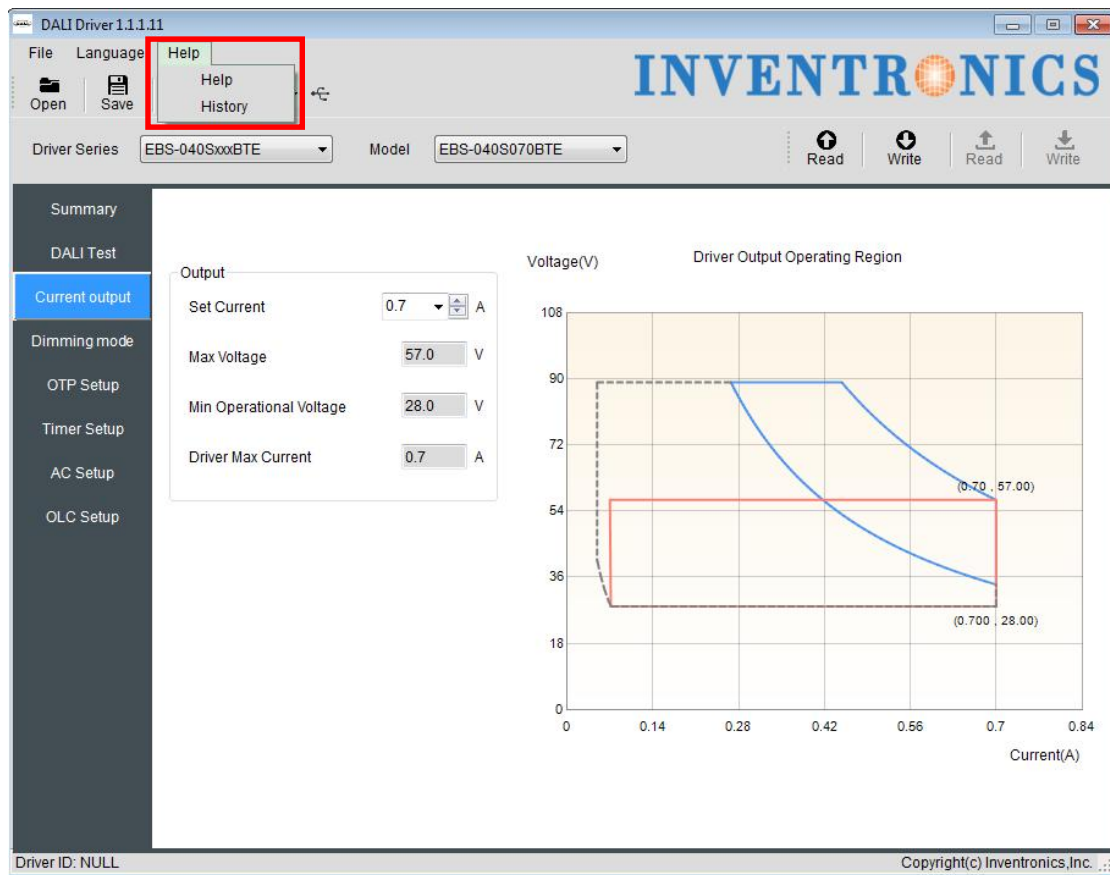 DALI Driver 1.1.1.11
File Language Help
Help
History
Open Save
INVENTRONICS
Driver Series EBS-040SxxxBTE Model EBS-040S070BTE
Read Write Read Write
Summary
DALI Test
Current output
Dimming mode
OTP Setup
Timer Setup
AC Setup
OLC Setup
Output
Set Current 0.7 A
Max Voltage 57.0 V
Min Operational Voltage 28.0 V
Driver Max Current 0.7 A
Voltage(V) Driver Output Operating Region
108
90
72
(0.70 , 57.00)
54
36
(0.700 , 28.00)
18
0
0 0.14 0.28 0.42 0.56 0.7 0.84
Current(A)
Driver ID: NULL Copyright(c) Inventronics,Inc.